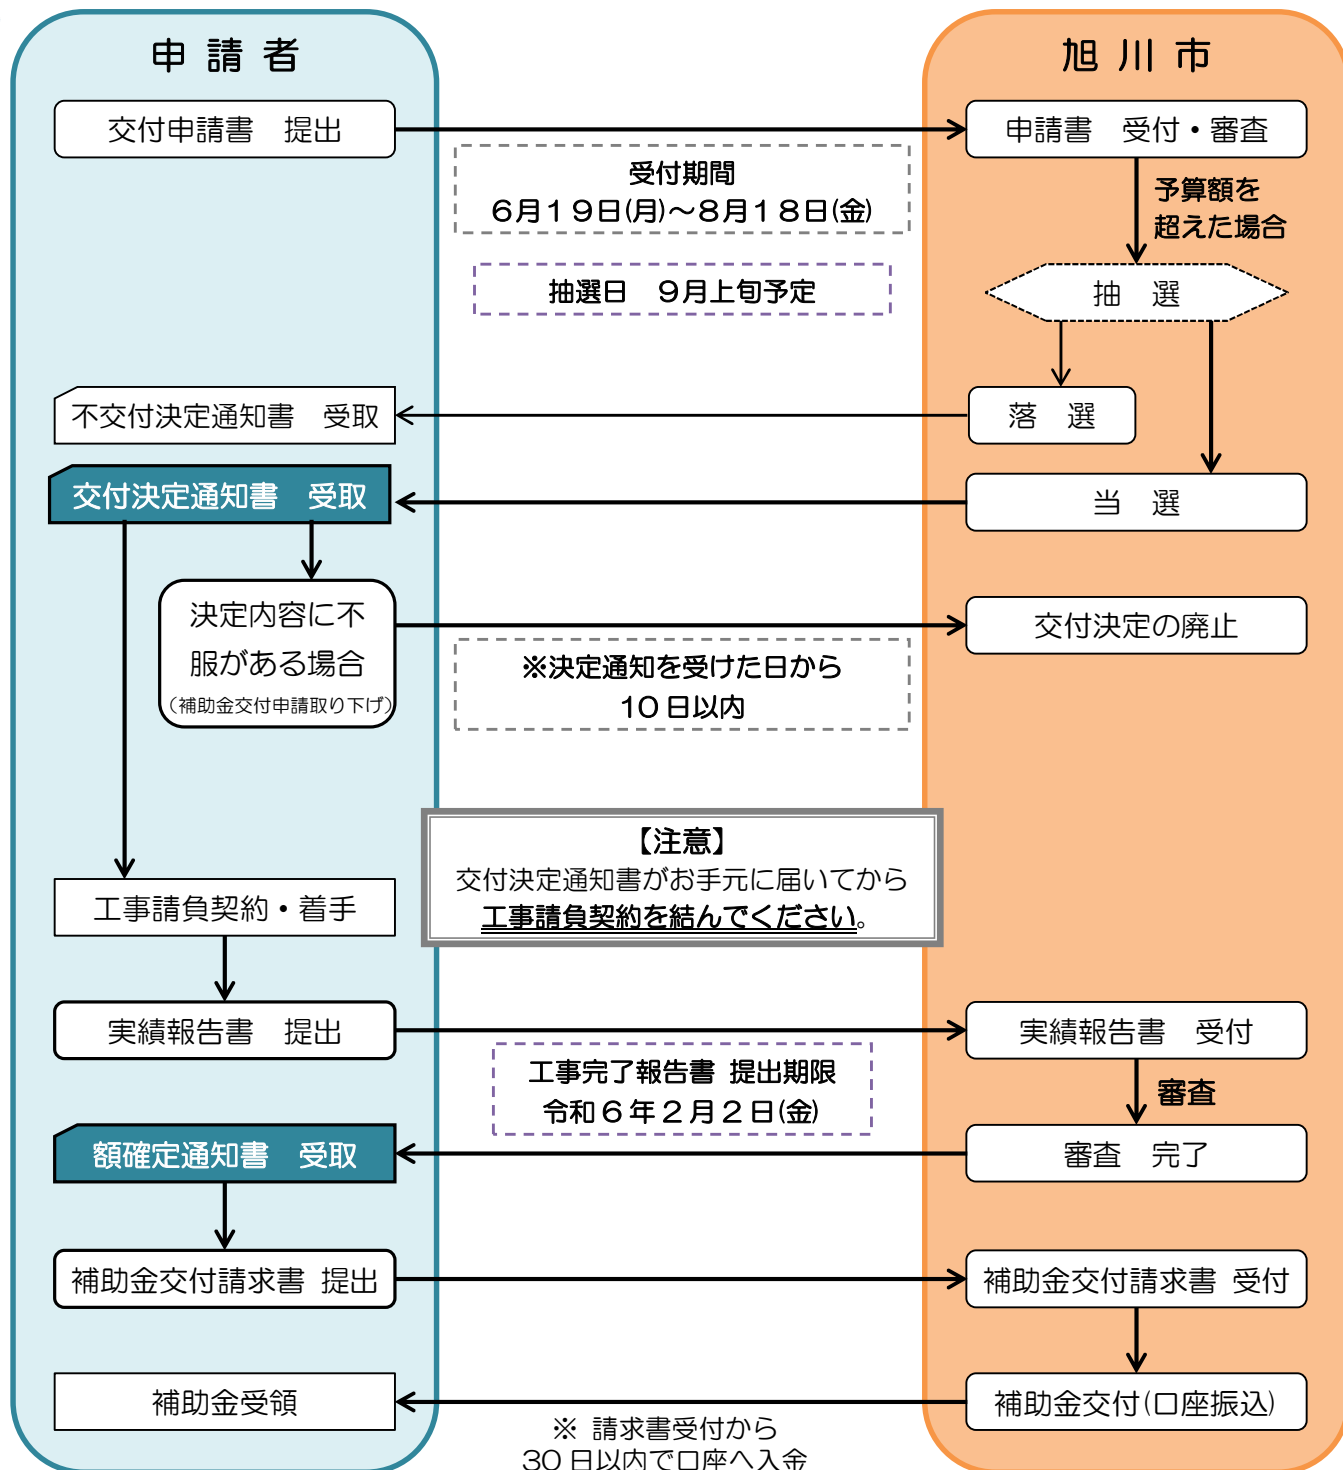 申請者
旭川市
交付申請書　提出
申請書　受付・審査
受付期間
６月１９日(月)～８月１８日(金)
予算額を
超えた場合
抽選日　９月上旬予定
抽　選
不交付決定通知書　受取
落　選
交付決定通知書　受取
当　選
決定内容に不
服がある場合
（補助金交付申請取り下げ）
交付決定の廃止
※決定通知を受けた日から
10日以内
【注意】
交付決定通知書がお手元に届いてから
工事請負契約を結んでください。
工事請負契約・着手
実績報告書　提出
実績報告書　受付
工事完了報告書 提出期限
令和６年２月２日(金)
審査
額確定通知書　受取
審査　完了
補助金交付請求書 提出
補助金交付請求書 受付
補助金受領
補助金交付(口座振込)
※ 請求書受付から
30日以内で口座へ入金